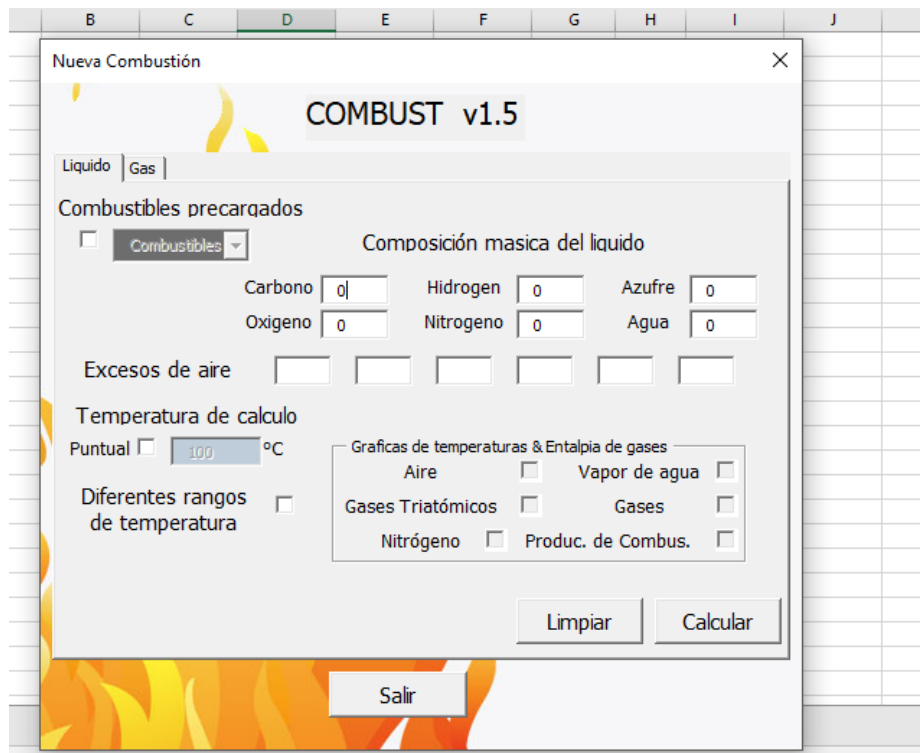 B C D E F G H I J
Nueva Combustión
COMBUST v1.5
Liquido Gas
Combustibles precargados
Combustibles Composición masica del liquido
Carbono 0 Hidrogen 0 Azufre 0
Oxigeno 0 Nitrogeno 0 Agua 0
Excesos de aire
Temperatura de calculo
Puntual 100 ºC
Diferentes rangos
de temperatura
Graficas de temperaturas & Entalpia de gases
Aire Vapor de agua
Gases Triatómicos Gases
Nitrógeno Produc. de Combus.
Limpiar Calcular
Salir